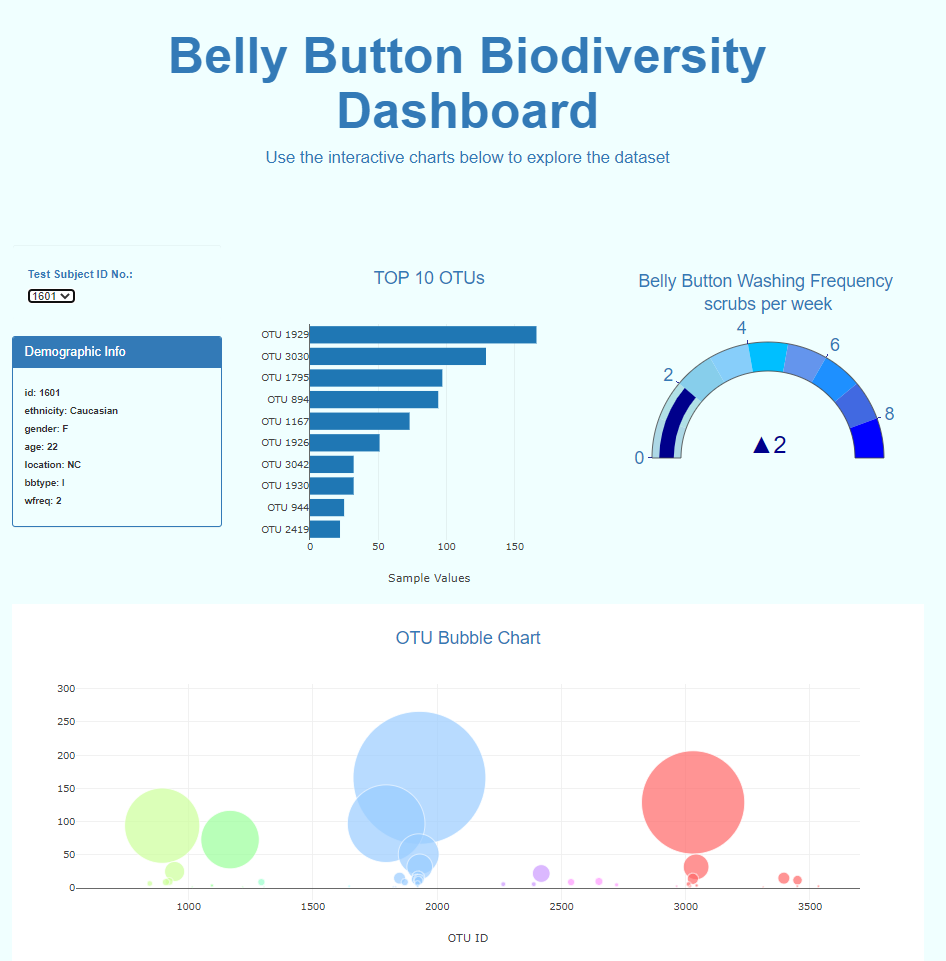 Belly Button Biodiversity
Dashboard
Use the interactive charts below to explore the dataset
Test Subject ID No.:
1601
Demographic Info
id: 1601
ethnicity: Caucasian
gender: F
age: 22
location: NC
bbtype: I
wfreq: 2
TOP 10 OTUs
OTU 1929
OTU 3030
OTU 1795
OTU 894
OTU 1167
OTU 1926
OTU 3042
OTU 1930
OTU 944
OTU 2419
0 50 100 150
Sample Values
Belly Button Washing Frequency
scrubs per week
0
2
4
6
8
▲2
OTU Bubble Chart
300
250
200
150
100
50
0
1000 1500 2000 2500 3000 3500
OTU ID